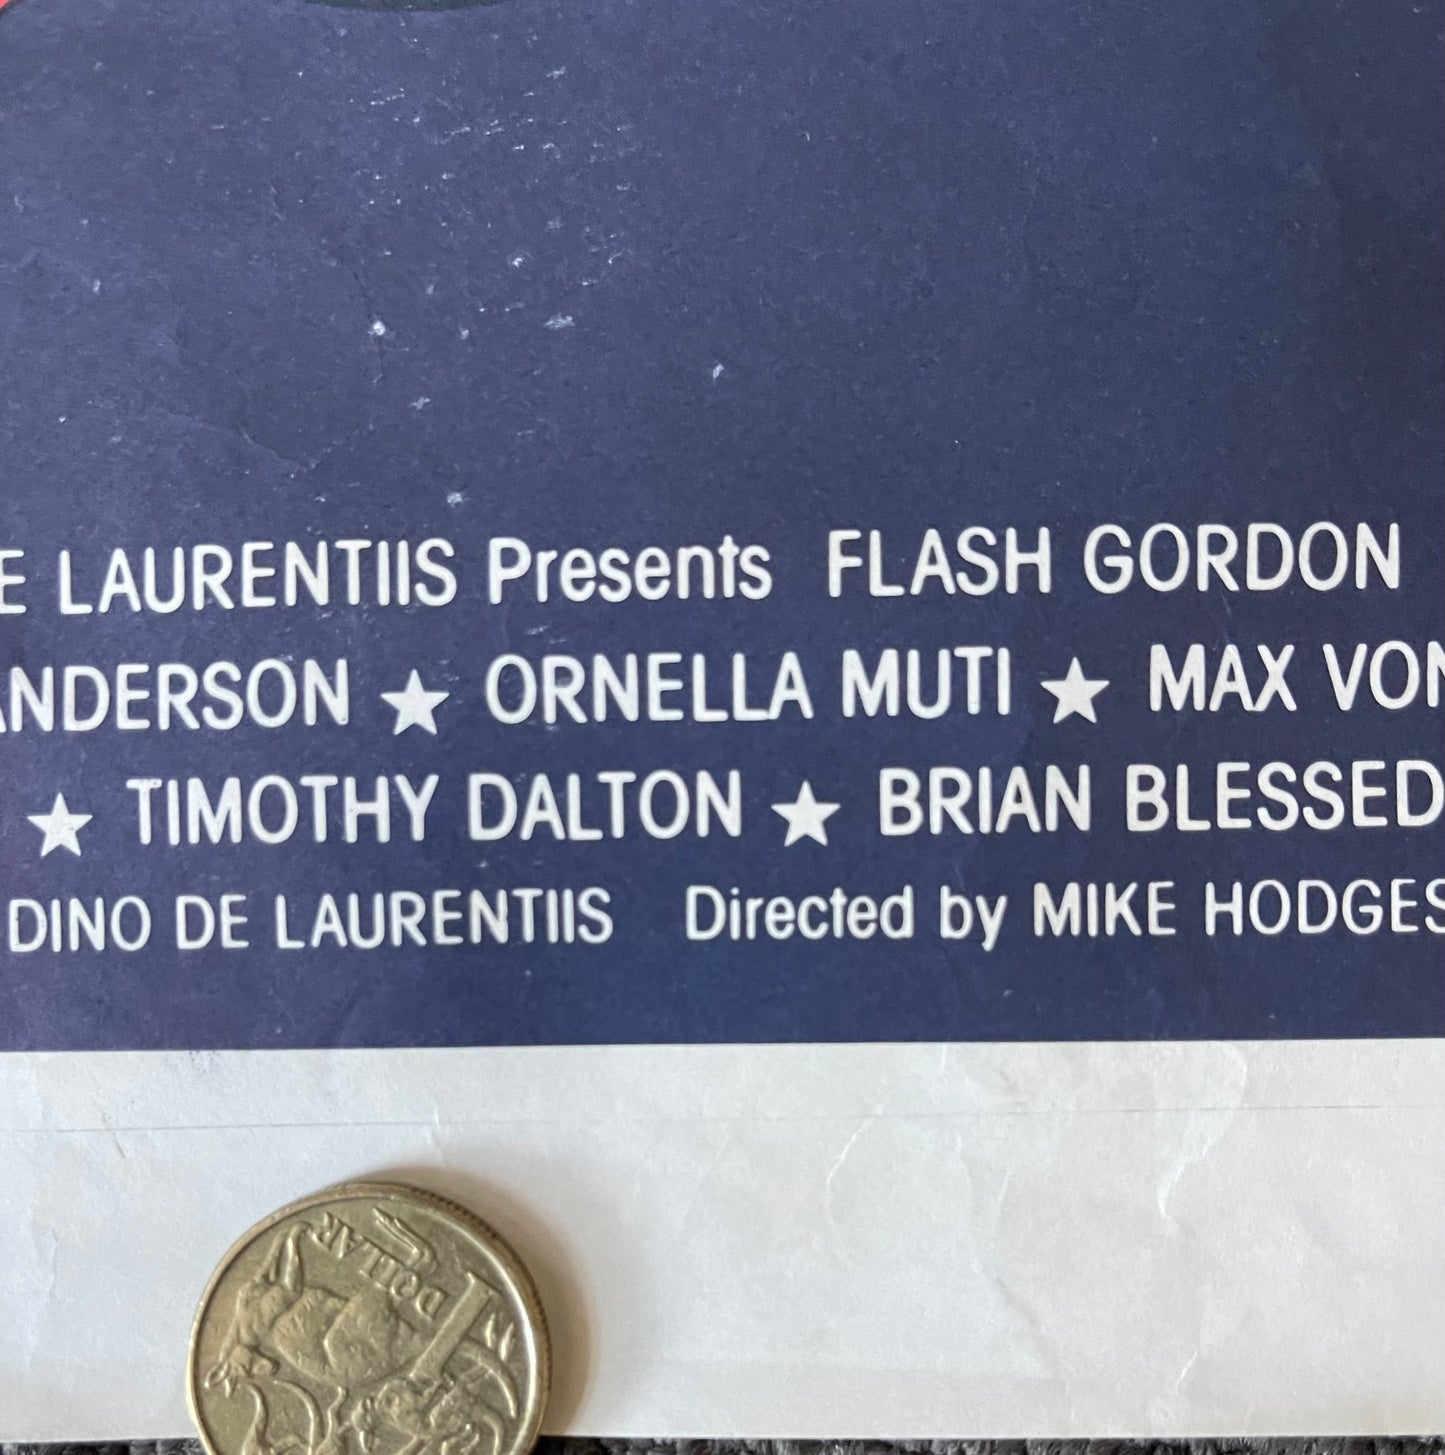 E LAURENTIIS Presents FLASH GORDON
ANDERSON ★ ORNELLA MUTI ★ MAX VON
★ TIMOTHY DALTON ★ BRIAN BLESSED
DINO DE LAURENTIIS Directed by MIKE HODGES
1 DOLLAR